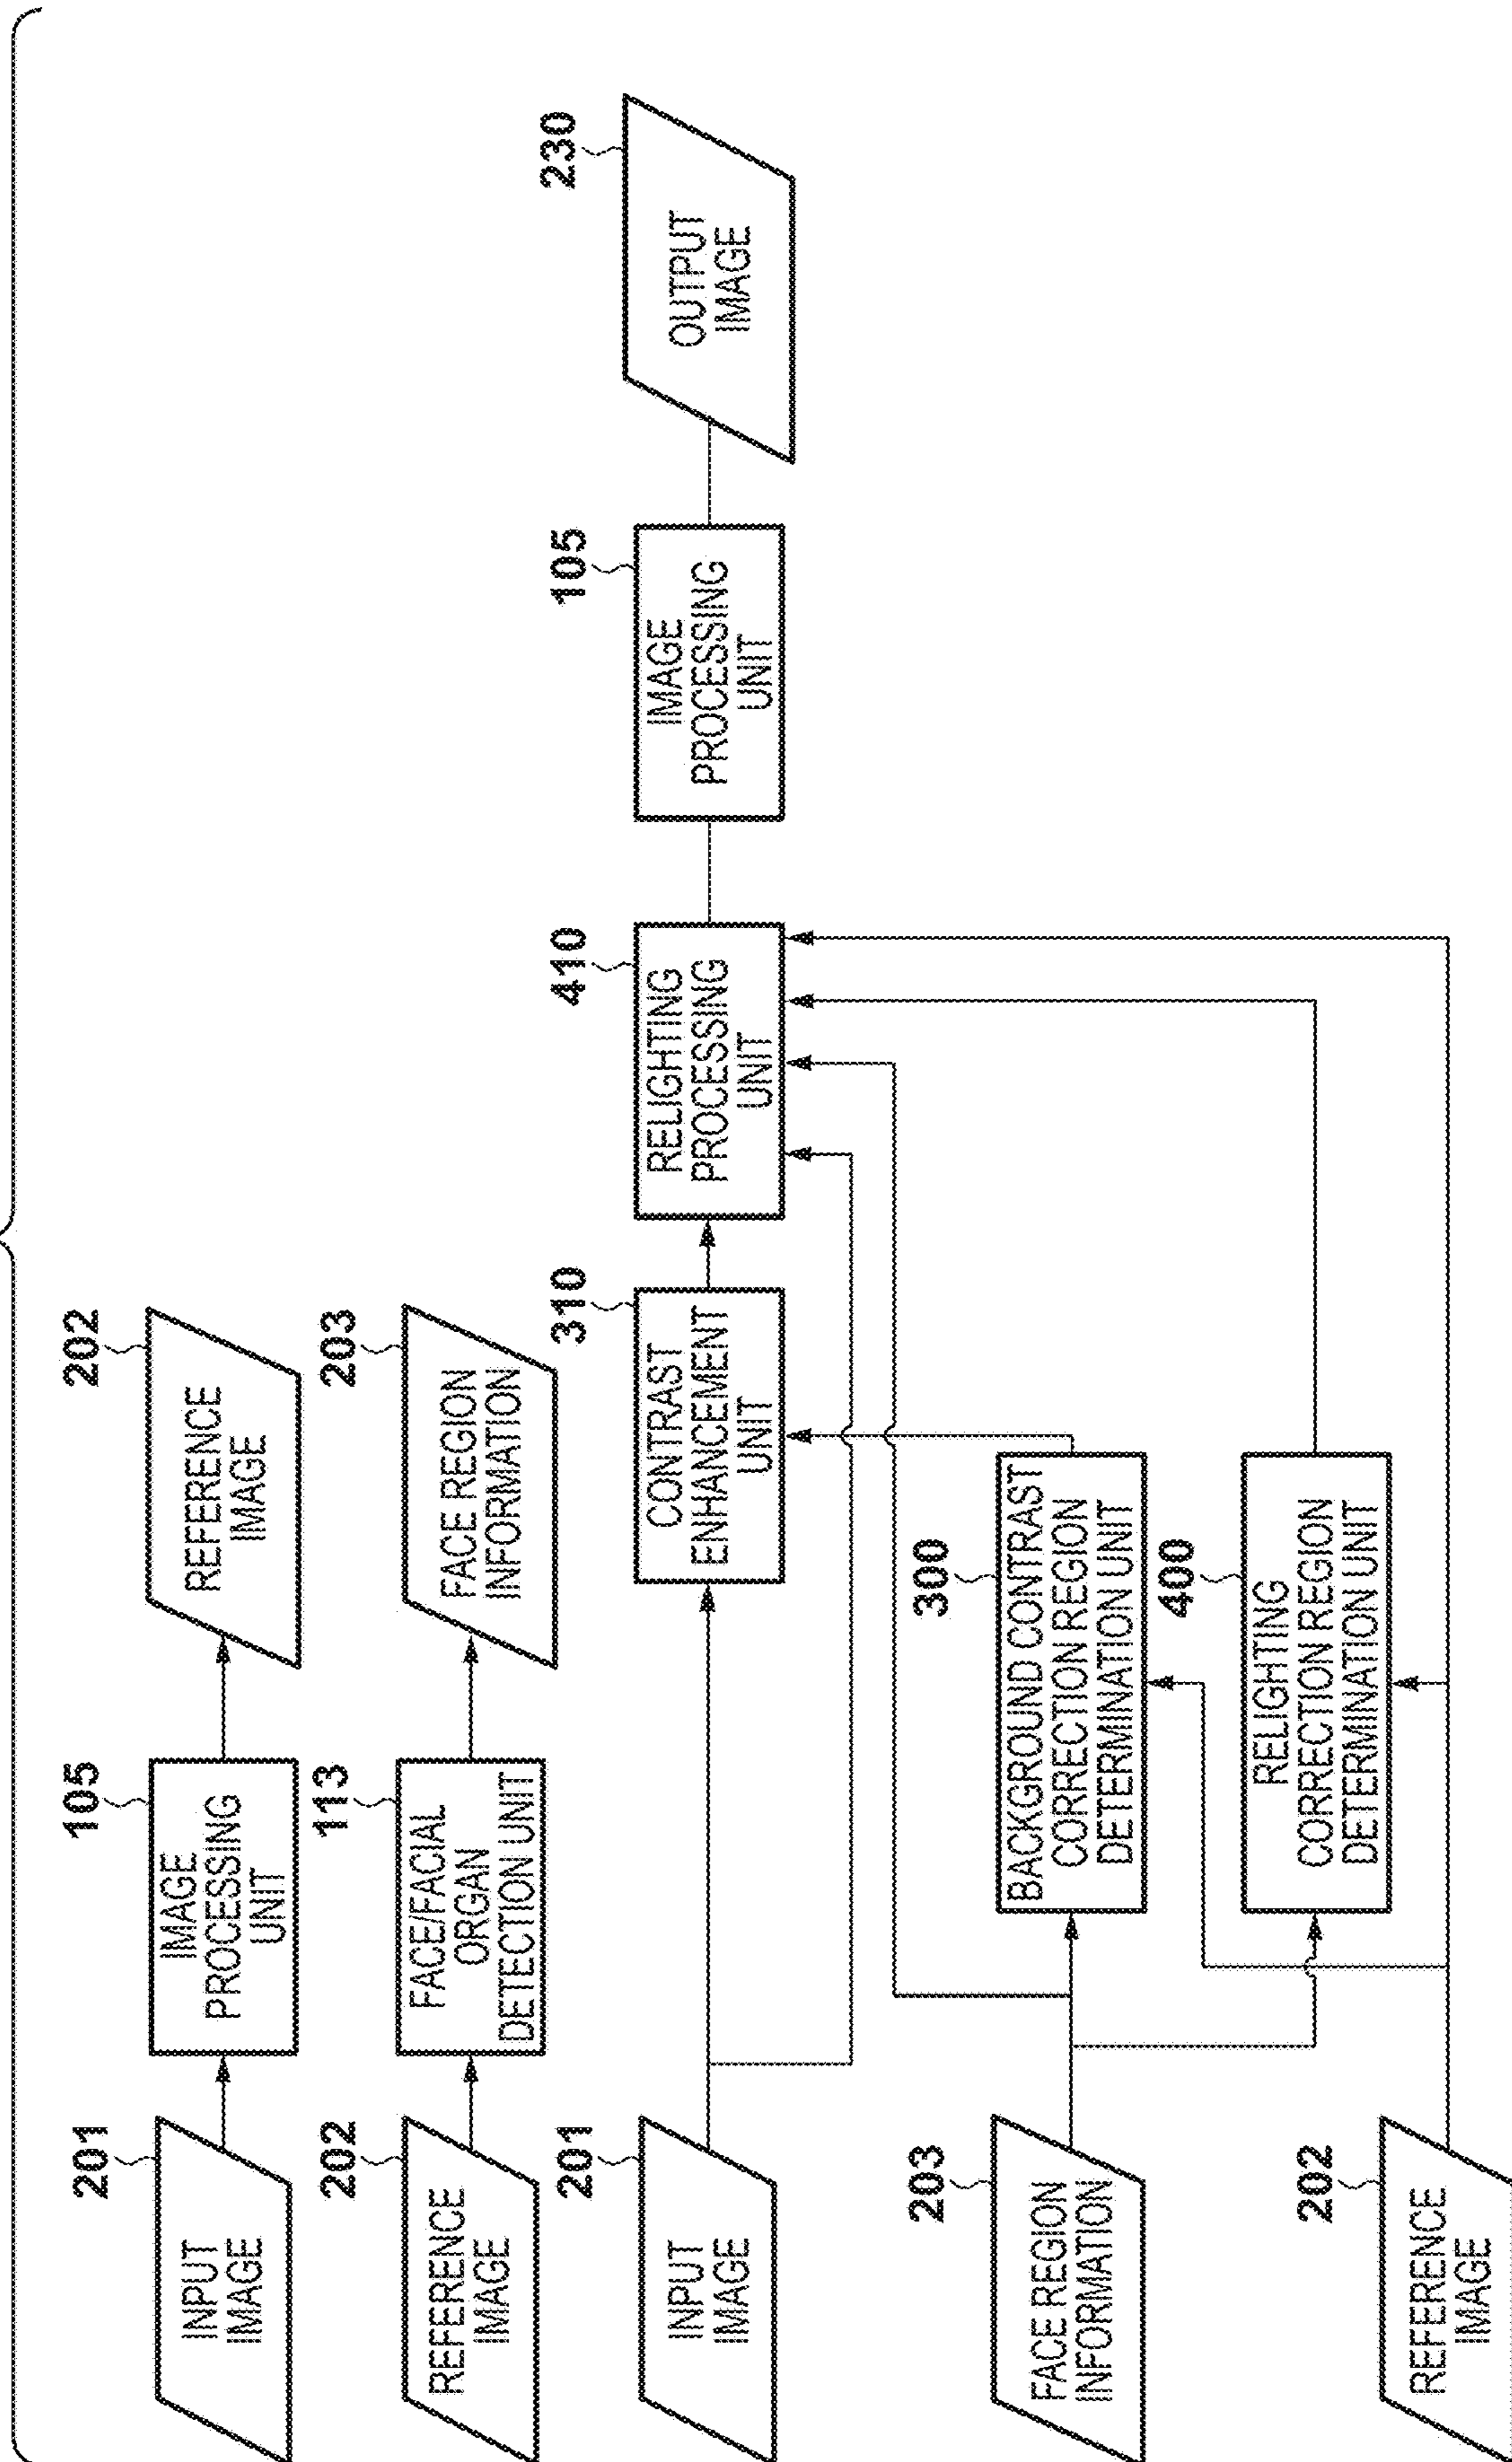 201
INPUT
IMAGE
105
IMAGE
PROCESSING
UNIT
202
REFERENCE
IMAGE
202
REFERENCE
IMAGE
113
FACE/FACIAL
ORGAN
DETECTION UNIT
203
FACE REGION
INFORMATION
201
INPUT
IMAGE
310
CONTRAST
ENHANCEMENT
UNIT
410
RELIGHTING
PROCESSING
UNIT
105
IMAGE
PROCESSING
UNIT
230
OUTPUT
IMAGE
203
FACE REGION
INFORMATION
300
BACKGROUND CONTRAST
CORRECTION REGION
DETERMINATION UNIT
400
RELIGHTING
CORRECTION REGION
DETERMINATION UNIT
202
REFERENCE
IMAGE